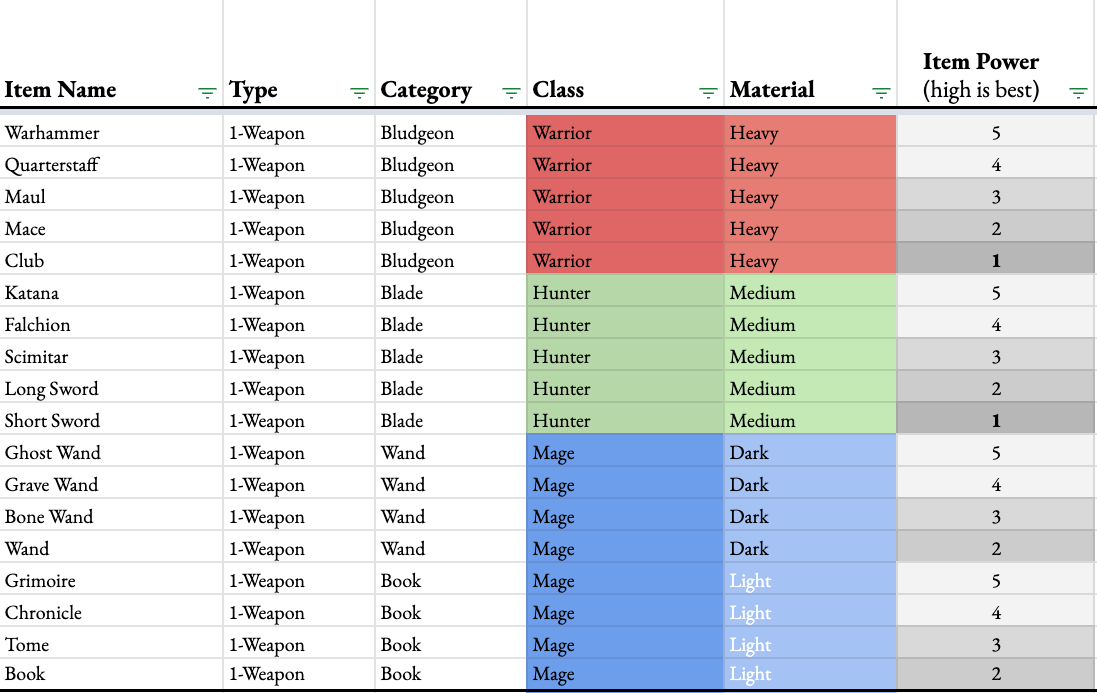 Item Name Type Category Class Material Item Power
(high is best)
Warhammer 1-Weapon Bludgeon Warrior Heavy 5
Quarterstaff 1-Weapon Bludgeon Warrior Heavy 4
Maul 1-Weapon Bludgeon Warrior Heavy 3
Mace 1-Weapon Bludgeon Warrior Heavy 2
Club 1-Weapon Bludgeon Warrior Heavy 1
Katana 1-Weapon Blade Hunter Medium 5
Falchion 1-Weapon Blade Hunter Medium 4
Scimitar 1-Weapon Blade Hunter Medium 3
Long Sword 1-Weapon Blade Hunter Medium 2
Short Sword 1-Weapon Blade Hunter Medium 1
Ghost Wand 1-Weapon Wand Mage Dark 5
Grave Wand 1-Weapon Wand Mage Dark 4
Bone Wand 1-Weapon Wand Mage Dark 3
Wand 1-Weapon Wand Mage Dark 2
Grimoire 1-Weapon Book Mage Light 5
Chronicle 1-Weapon Book Mage Light 4
Tome 1-Weapon Book Mage Light 3
Book 1-Weapon Book Mage Light 2